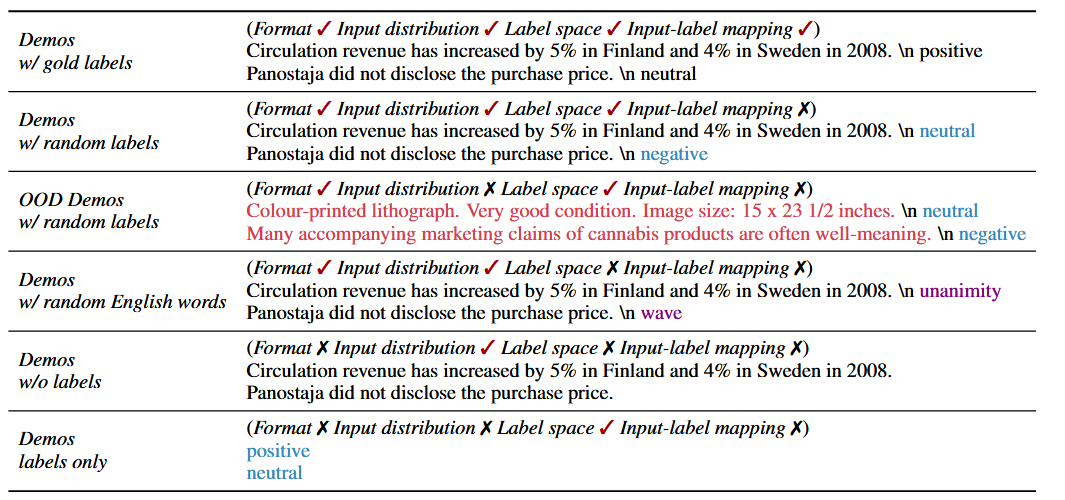 Demos
w/ gold labels
(Format ✓ Input distribution ✓ Label space ✓ Input-label mapping ✓)
Circulation revenue has increased by 5% in Finland and 4% in Sweden in 2008. \n positive
Panostaja did not disclose the purchase price. \n neutral
Demos
w/ random labels
(Format ✓ Input distribution ✓ Label space ✓ Input-label mapping ✗)
Circulation revenue has increased by 5% in Finland and 4% in Sweden in 2008. \n neutral
Panostaja did not disclose the purchase price. \n negative
OOD Demos
w/ random labels
(Format ✓ Input distribution ✗ Label space ✓ Input-label mapping ✗)
Colour-printed lithograph. Very good condition. Image size: 15 x 23 1/2 inches. \n neutral
Many accompanying marketing claims of cannabis products are often well-meaning. \n negative
Demos
w/ random English words
(Format ✓ Input distribution ✓ Label space ✗ Input-label mapping ✗)
Circulation revenue has increased by 5% in Finland and 4% in Sweden in 2008. \n unanimity
Panostaja did not disclose the purchase price. \n wave
Demos
w/o labels
(Format ✗ Input distribution ✓ Label space ✗ Input-label mapping ✗)
Circulation revenue has increased by 5% in Finland and 4% in Sweden in 2008.
Panostaja did not disclose the purchase price.
Demos
labels only
(Format ✗ Input distribution ✗ Label space ✓ Input-label mapping ✗)
positive
neutral